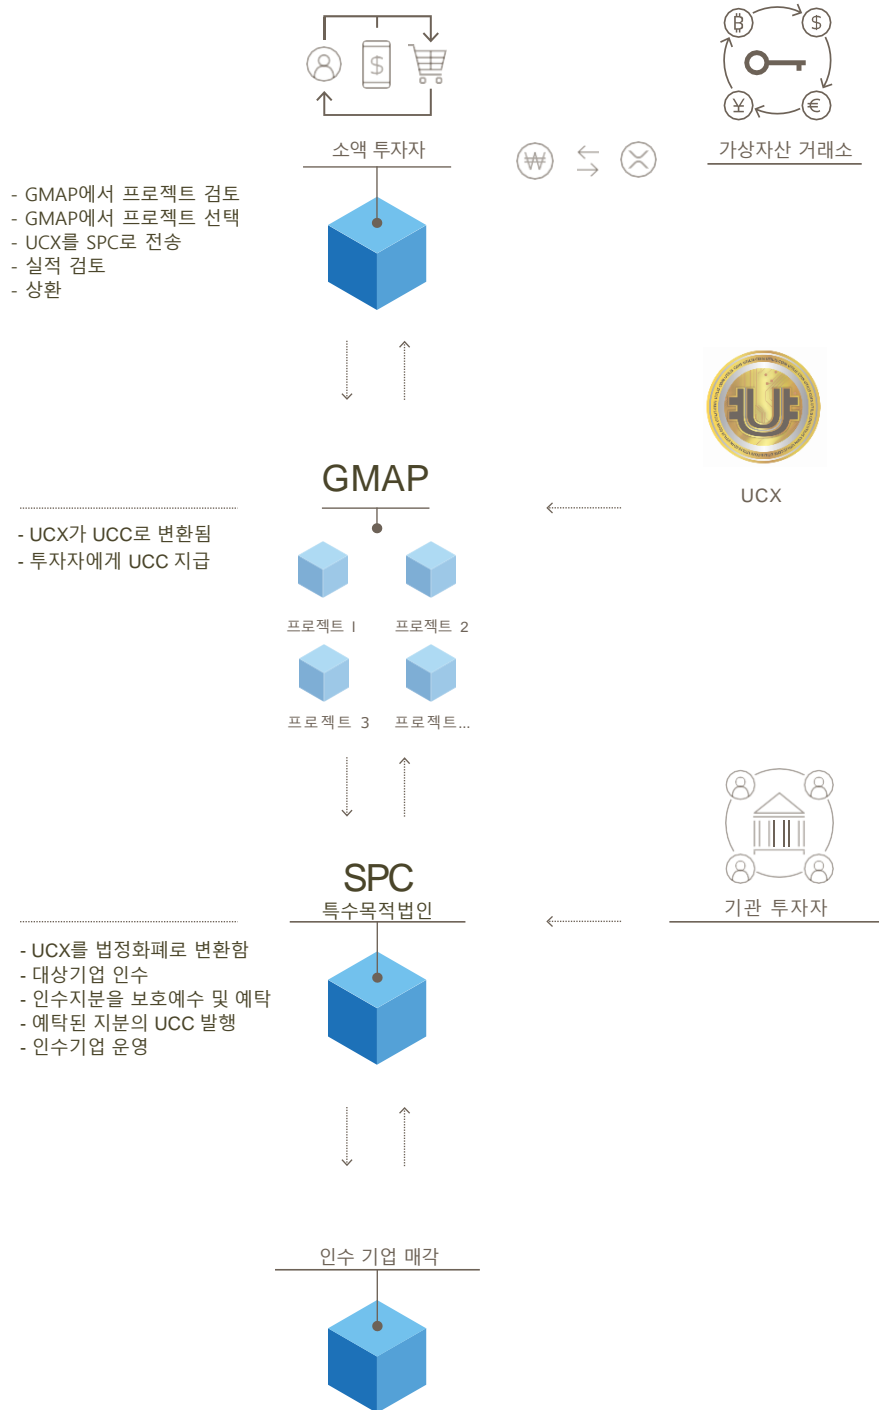 소액 투자자
가상자산 거래소
- GMAP에서 프로젝트 검토
- GMAP에서 프로젝트 선택
- UCX를 SPC로 전송
- 실적 검토
- 상환
UCX
GMAP
- UCX가 UCC로 변환됨
- 투자자에게 UCC 지급
프로젝트 I
프로젝트 2
프로젝트 3
프로젝트...
SPC
특수목적법인
기관 투자자
- UCX를 법정화폐로 변환함
- 대상기업 인수
- 인수지분을 보호예수 및 예탁
- 예탁된 지분의 UCC 발행
- 인수기업 운영
인수 기업 매각